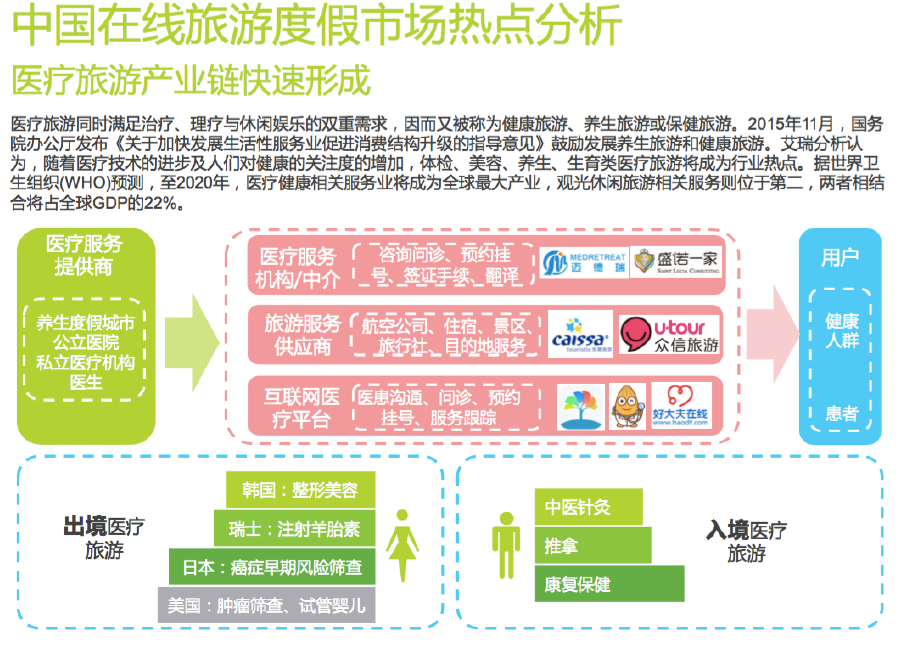 中国在线旅游度假市场热点分析
医疗旅游产业链快速形成
医疗旅游同时满足治疗、理疗与休闲娱乐的双重需求，因而又被称为健康旅游、养生旅游或保健旅游。2015年11月，国务
院办公厅发布《关于加快发展生活性服务业促进消费结构升级的指导意见》鼓励发展养生旅游和健康旅游。艾瑞分析认
为，随着医疗技术的进步及人们对健康的关注度的增加，体检、美容、养生、生育类医疗旅游将成为行业热点。据世界卫
生组织(WHO)预测，至2020年，医疗健康相关服务业将成为全球最大产业，观光休闲旅游相关服务则位于第二，两者相结
合将占全球GDP的22%。
医疗服务
提供商
养生度假城市
公立医院
私立医疗机构
医生
医疗服务
机构/中介
咨询问诊、预约挂
号、签证手续、翻译
MEDRETREAT
迈德瑞
盛诺一家
SAINT LUCIA CONSULTING
旅游服务
供应商
航空公司、住宿、景区、
旅行社、目的地服务
caissa
touristic
u-tour
众信旅游
互联网医
疗平台
医患沟通、问诊、预约
挂号、服务跟踪
好大夫在线
www.haodf.com
用户
健康
人群
患者
出境医疗
旅游
韩国：整形美容
瑞士：注射羊胎素
日本：癌症早期风险筛查
美国：肿瘤筛查、试管婴儿
中医针灸
推拿
康复保健
入境医疗
旅游